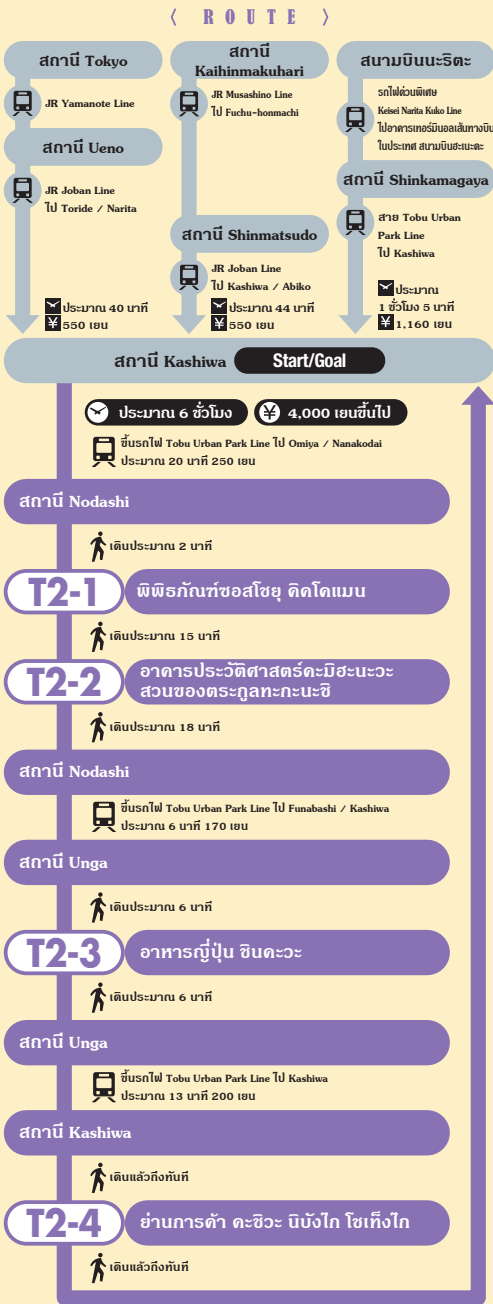 〈 ROUTE 〉
สถานี Tokyo
JR Yamanote Line
สถานี Ueno
JR Joban Line
ไป Toride / Narita
ประมาณ 40 นาที
¥ 550 เยน
สถานี
Kaihinmakuhari
JR Musashino Line
ไป Fuchu-honmachi
สถานี Shinmatsudo
JR Joban Line
ไป Kashiwa / Abiko
ประมาณ 44 นาที
¥ 550 เยน
สนามบินนะริตะ
รถไฟด่วนพิเศษ
Keisei Narita Kuko Line
ไปอาคารเทอร์มินอลเส้นทางบิน
ในประเทศ สนามบินฮะเนะดะ
สถานี Shinkamagaya
สาย Tobu Urban
Park Line
ไป Kashiwa
ประมาณ
1 ชั่วโมง 5 นาที
¥ 1,160 เยน
สถานี Kashiwa Start/Goal
ประมาณ 6 ชั่วโมง ¥ 4,000 เยนขึ้นไป
ขึ้นรถไฟ Tobu Urban Park Line ไป Omiya / Nanakodai
ประมาณ 20 นาที 250 เยน
สถานี Nodashi
เดินประมาณ 2 นาที
T2-1 พิพิธภัณฑ์ซอสโชยุ คิคโคแมน
เดินประมาณ 15 นาที
T2-2 อาคารประวัติศาสตร์คะมิฮะนะวะ
สวนของตระกูลทะกะนะชิ
เดินประมาณ 18 นาที
สถานี Nodashi
ขึ้นรถไฟ Tobu Urban Park Line ไป Funabashi / Kashiwa
ประมาณ 6 นาที 170 เยน
สถานี Unga
เดินประมาณ 6 นาที
T2-3 อาหารญี่ปุ่น ชินคะวะ
เดินประมาณ 6 นาที
สถานี Unga
ขึ้นรถไฟ Tobu Urban Park Line ไป Kashiwa
ประมาณ 13 นาที 200 เยน
สถานี Kashiwa
เดินแล้วถึงทันที
T2-4 ย่านการค้า คะชิวะ นิบังไก โชเท็งไก
เดินแล้วถึงทันที